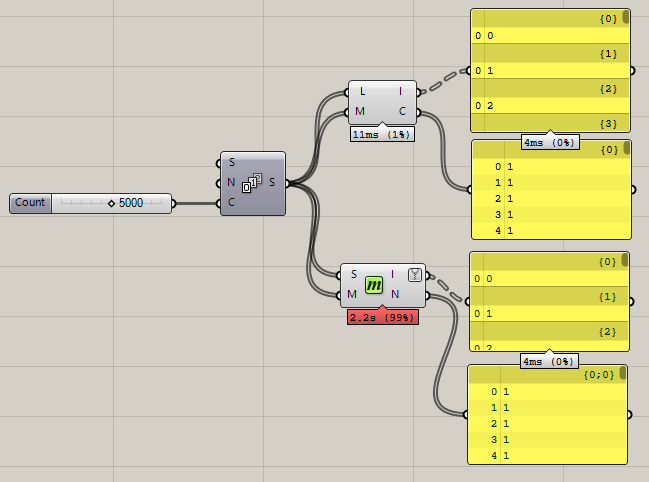 Count
5000
S
N
C
S
L
M
I
C
11ms (1%)
S
M
m
I
N
2.2s (99%)
{0}
0 0
{1}
0 1
{2}
0 2
{3}
4ms (0%)
{0}
0 1
1 1
2 1
3 1
4 1
{0}
0 0
{1}
0 1
{2}
0 2
4ms (0%)
{0;0}
0 1
1 1
2 1
3 1
4 1